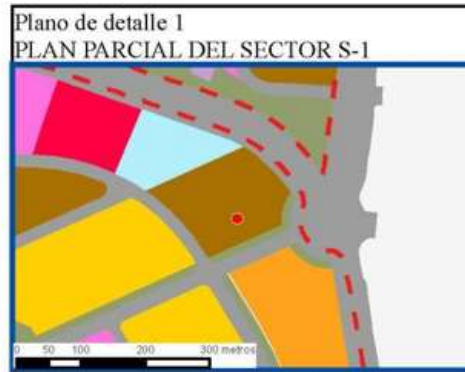 Plano de detalle 1
PLAN PARCIAL DEL SECTOR S-1
0 50 100 200 300 metros